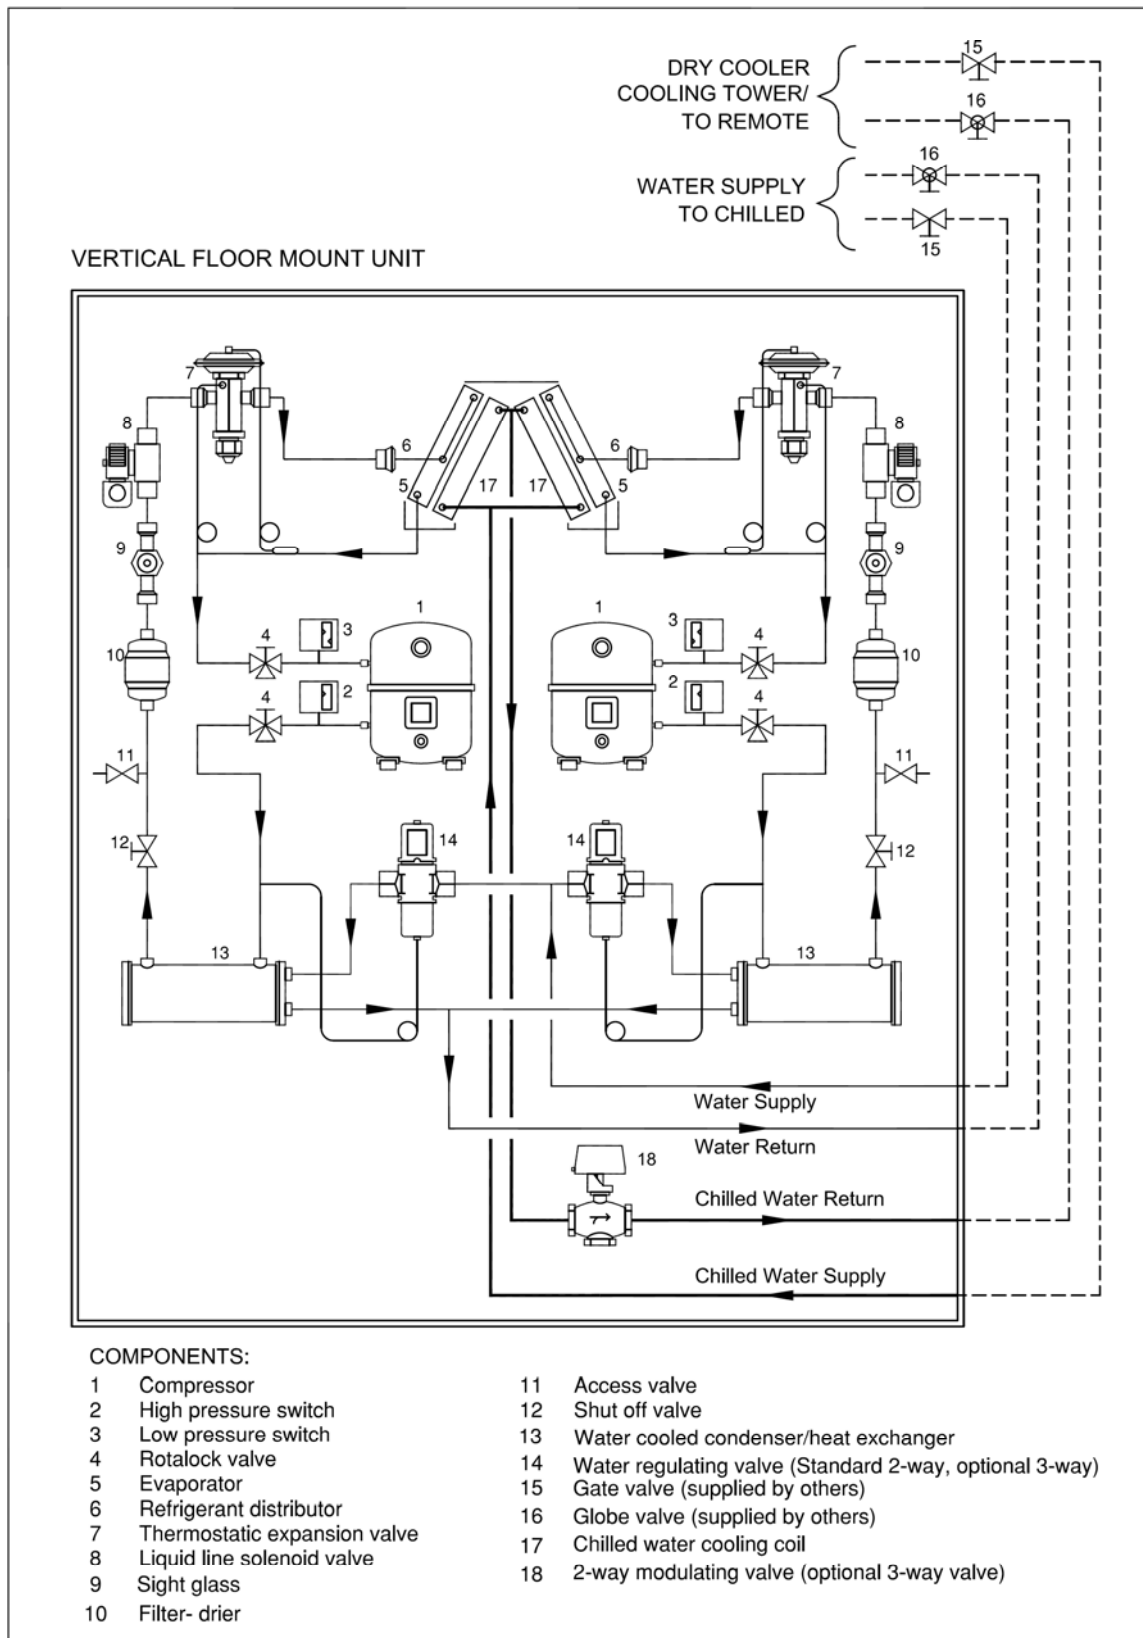 15
DRY COOLER
COOLING TOWER/
TO REMOTE
16
16
WATER SUPPLY
TO CHILLED
15
VERTICAL FLOOR MOUNT UNIT
7
7
8
8
6
6
5
17
17
5
9
9
1
1
3
3
4
4
10
10
2
2
4
4
11
11
14
14
12
12
13
13
Water Supply
Water Return
18
Chilled Water Return
Chilled Water Supply
COMPONENTS:
1 Compressor
2 High pressure switch
3 Low pressure switch
4 Rotalock valve
5 Evaporator
6 Refrigerant distributor
7 Thermostatic expansion valve
8 Liquid line solenoid valve
9 Sight glass
10 Filter- drier
11 Access valve
12 Shut off valve
13 Water cooled condenser/heat exchanger
14 Water regulating valve (Standard 2-way, optional 3-way)
15 Gate valve (supplied by others)
16 Globe valve (supplied by others)
17 Chilled water cooling coil
18 2-way modulating valve (optional 3-way valve)